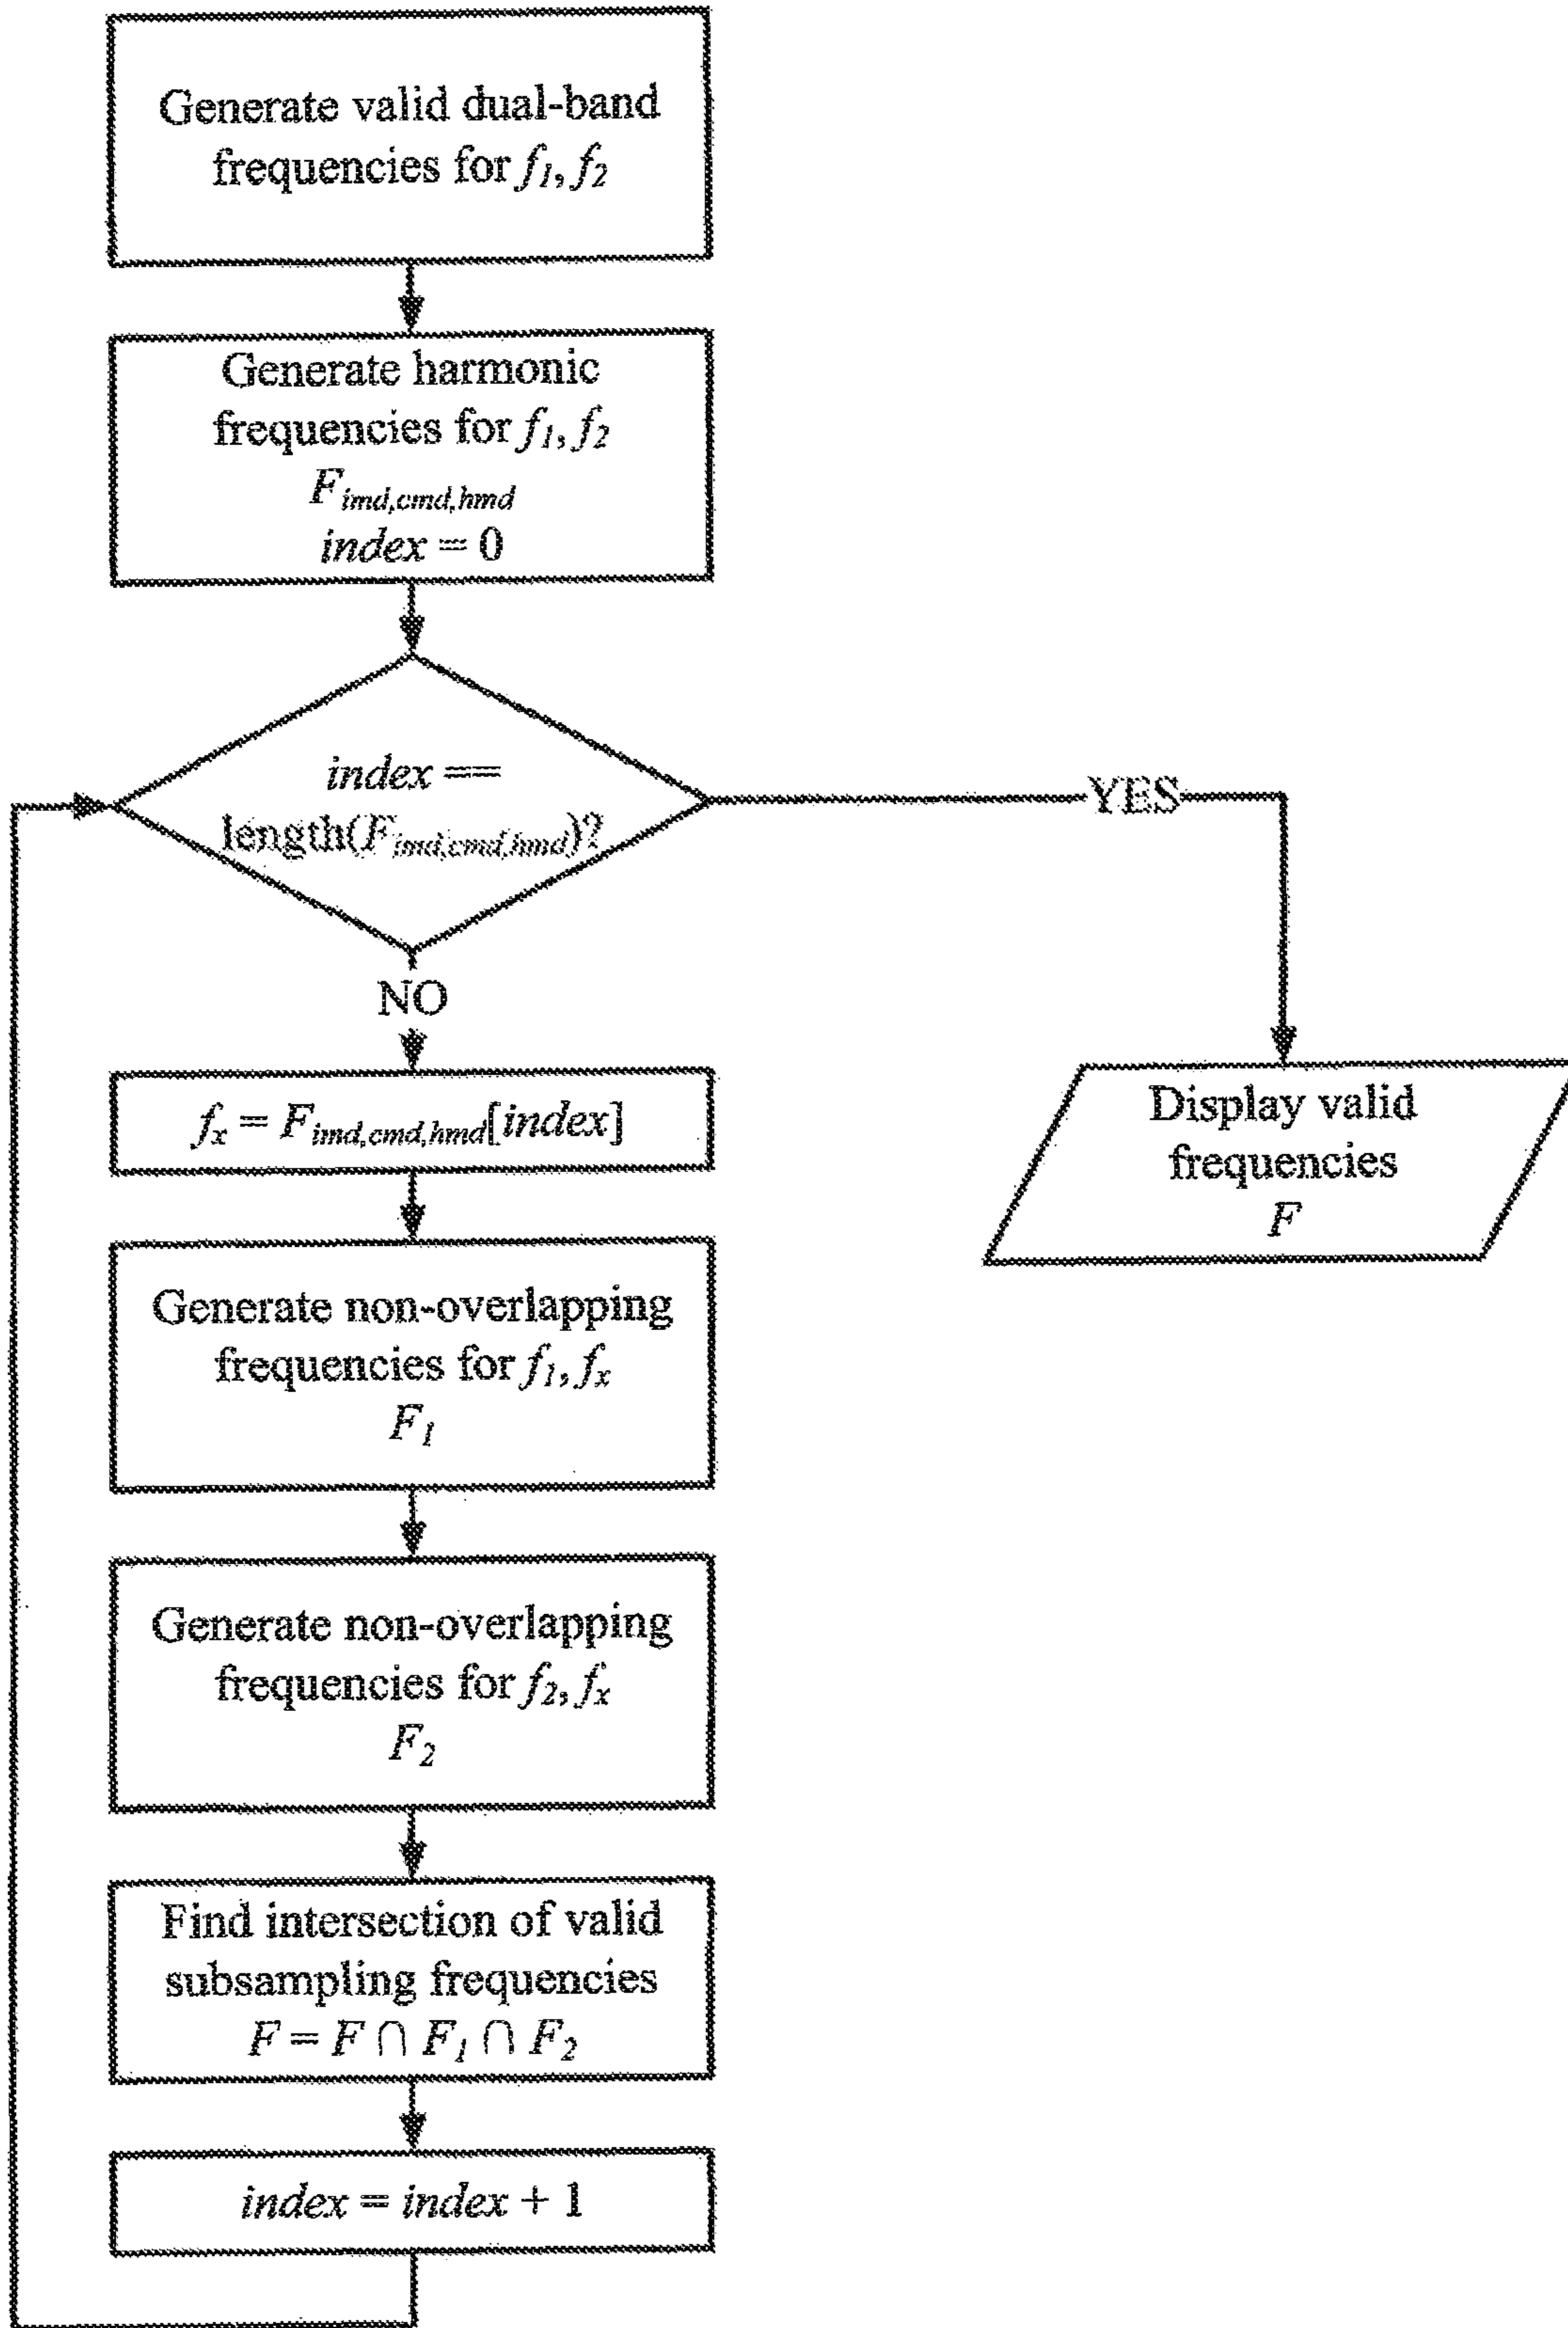 Generate valid dual-band
frequencies for f₁, f₂
Generate harmonic
frequencies for f₁, f₂
F_imd,cmd,hmd
index = 0
index ==
length(F_imd,cmd,hmd)?
YES
NO
fₓ = F_imd,cmd,hmd[index]
Display valid
frequencies
F
Generate non-overlapping
frequencies for f₁, fₓ
F₁
Generate non-overlapping
frequencies for f₂, fₓ
F₂
Find intersection of valid
subsampling frequencies
F = F ∩ F₁ ∩ F₂
index = index + 1